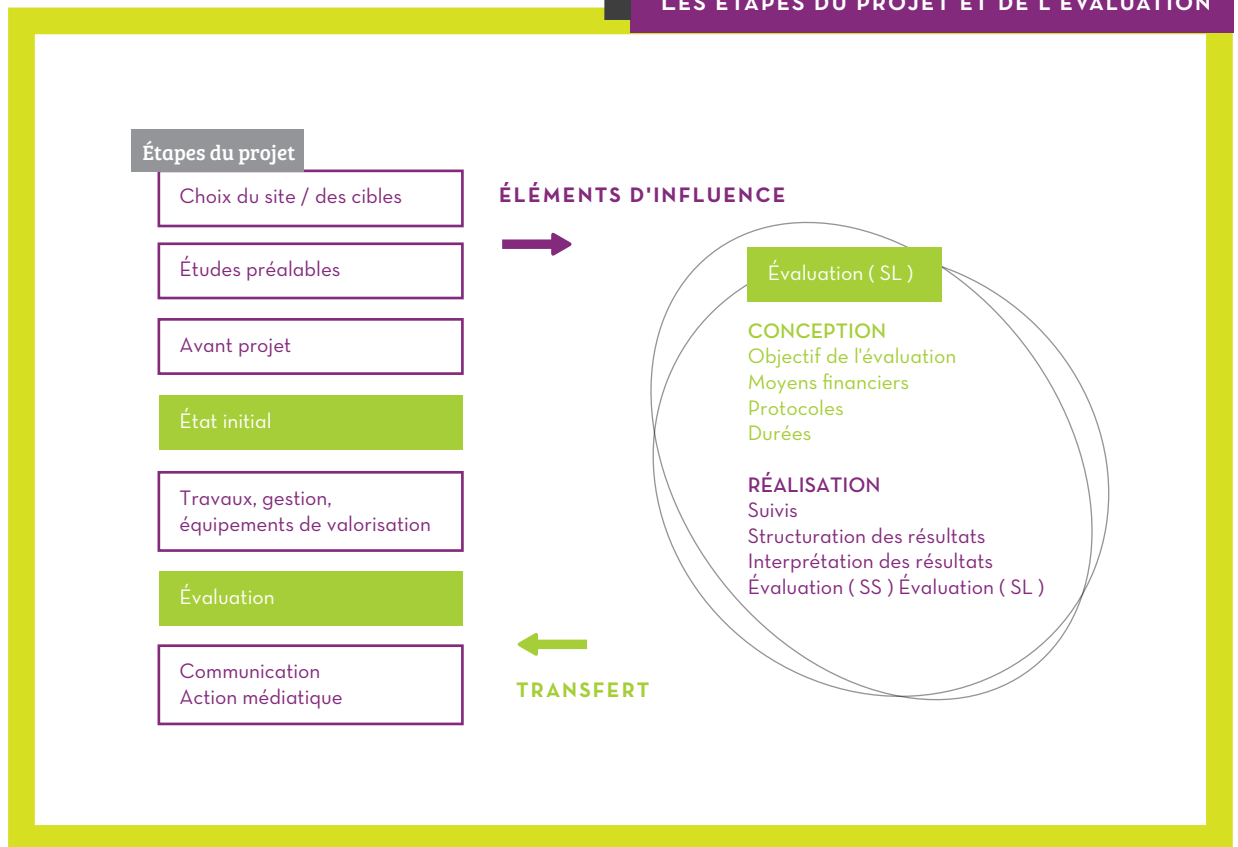 LES ÉTAPES DU PROJET ET DE L'ÉVALUATION
Étapes du projet
Choix du site / des cibles
Études préalables
Avant projet
État initial
Travaux, gestion,
équipements de valorisation
Évaluation
Communication
Action médiatique
ÉLÉMENTS D'INFLUENCE
Évaluation ( SL )
CONCEPTION
Objectif de l'évaluation
Moyens financiers
Protocoles
Durées
RÉALISATION
Suivis
Structuration des résultats
Interprétation des résultats
Évaluation ( SS ) Évaluation ( SL )
TRANSFERT